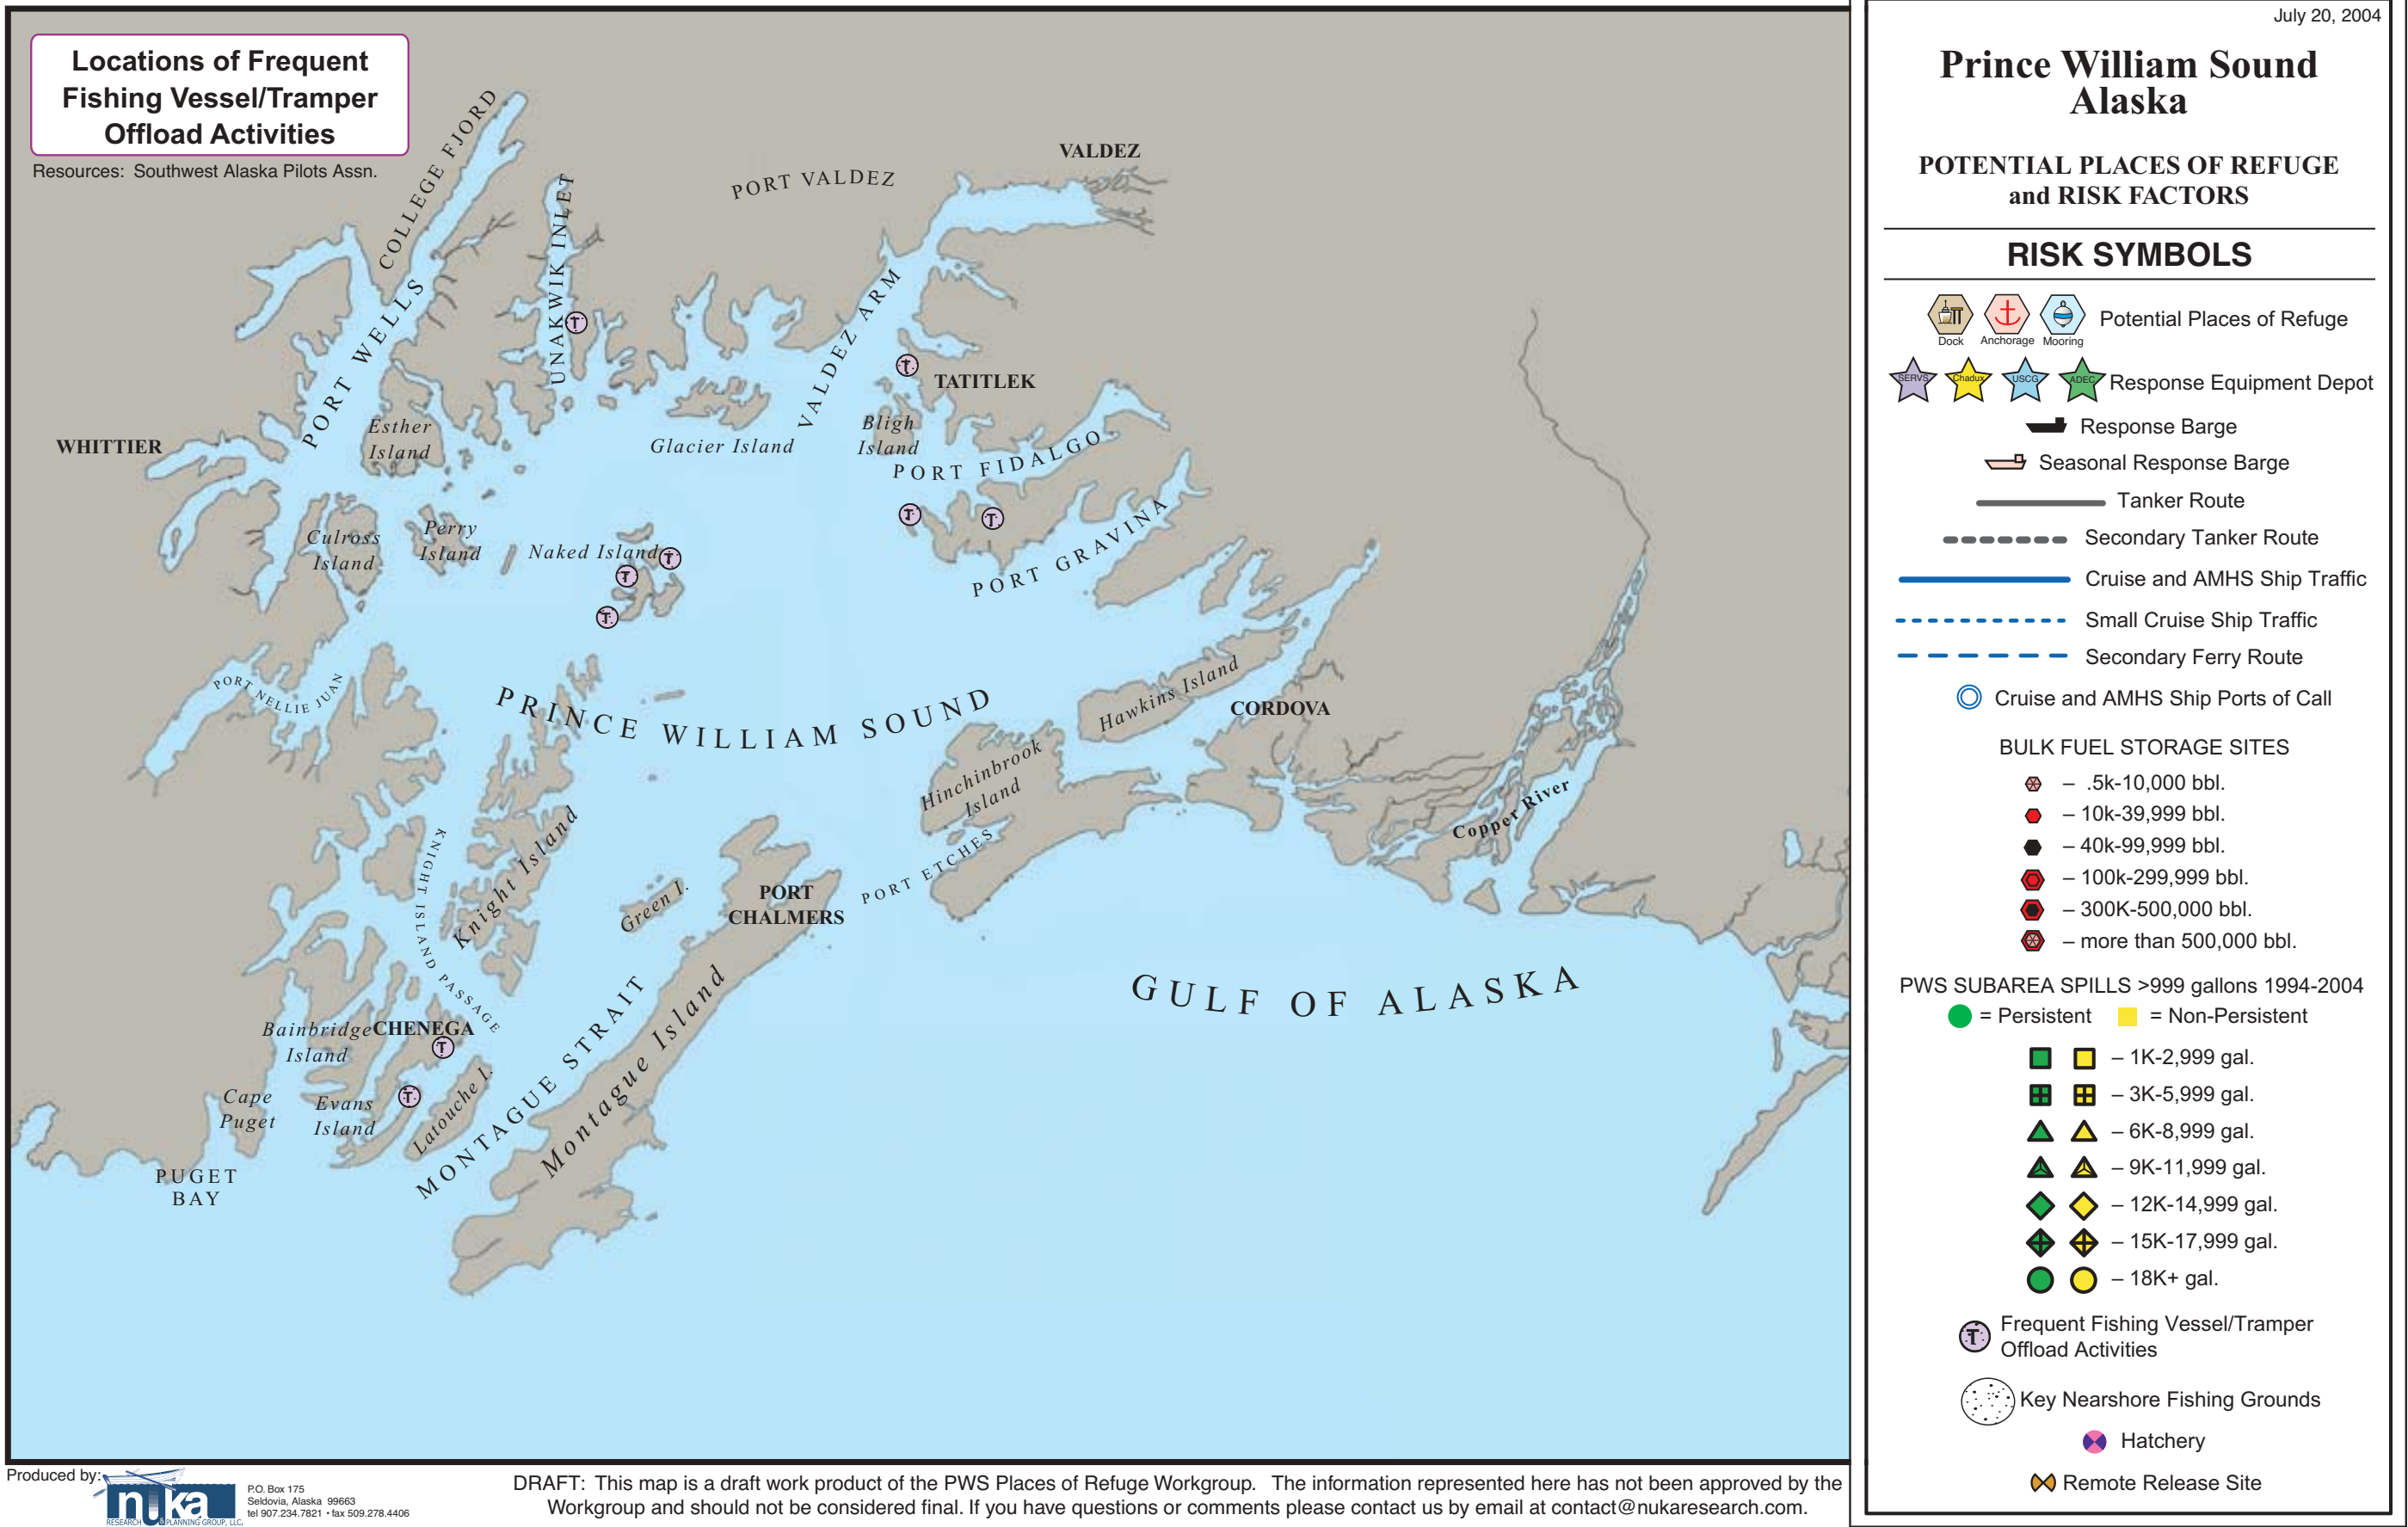 Locations of Frequent
Fishing Vessel/Tramper
Offload Activities
Resources: Southwest Alaska Pilots Assn.
COLLEGE FJORD
PORT WELLS
UNAKWIK INLET
PORT VALDEZ
VALDEZ
VALDEZ ARM
TATITLEK
WHITTIER
Esther
Island
Glacier Island
Bligh
Island
PORT FIDALGO
Culross
Island
Perry
Island
Naked Island
PORT GRAVINA
PORT NELLIE JUAN
PRINCE WILLIAM SOUND
Hawkins Island
CORDOVA
Hinchinbrook
Island
Copper River
KNIGHT ISLAND PASSAGE
Knight Island
Green I.
PORT
CHALMERS
PORT ETCHES
GULF OF ALASKA
Bainbridge
Island
CHENEGA
Cape
Puget
Evans
Island
Latouche I.
MONTAGUE STRAIT
Montague Island
PUGET
BAY
T
T
T
T
T
T
T
T
T
July 20, 2004
Prince William Sound
Alaska
POTENTIAL PLACES OF REFUGE
and RISK FACTORS
RISK SYMBOLS
Dock Anchorage Mooring Potential Places of Refuge
SERVS Chadux USCG ADEC Response Equipment Depot
Response Barge
Seasonal Response Barge
Tanker Route
Secondary Tanker Route
Cruise and AMHS Ship Traffic
Small Cruise Ship Traffic
Secondary Ferry Route
Cruise and AMHS Ship Ports of Call
BULK FUEL STORAGE SITES
– .5k-10,000 bbl.
– 10k-39,999 bbl.
– 40k-99,999 bbl.
– 100k-299,999 bbl.
– 300K-500,000 bbl.
– more than 500,000 bbl.
PWS SUBAREA SPILLS >999 gallons 1994-2004
= Persistent = Non-Persistent
– 1K-2,999 gal.
– 3K-5,999 gal.
– 6K-8,999 gal.
– 9K-11,999 gal.
– 12K-14,999 gal.
– 15K-17,999 gal.
– 18K+ gal.
T Frequent Fishing Vessel/Tramper
Offload Activities
Key Nearshore Fishing Grounds
Hatchery
Remote Release Site
Produced by:
nuka
RESEARCH & PLANNING GROUP, LLC.
P.O. Box 175
Seldovia, Alaska 99663
tel 907.234.7821 • fax 509.278.4406
DRAFT: This map is a draft work product of the PWS Places of Refuge Workgroup. The information represented here has not been approved by the
Workgroup and should not be considered final. If you have questions or comments please contact us by email at contact@nukaresearch.com.